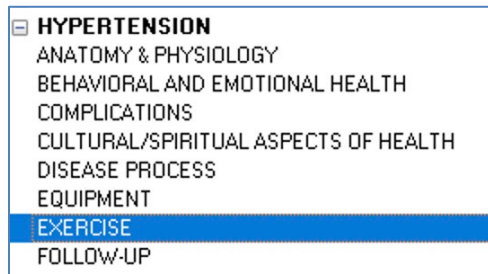 HYPERTENSION
ANATOMY & PHYSIOLOGY
BEHAVIORAL AND EMOTIONAL HEALTH
COMPLICATIONS
CULTURAL/SPIRITUAL ASPECTS OF HEALTH
DISEASE PROCESS
EQUIPMENT
EXERCISE
FOLLOW-UP